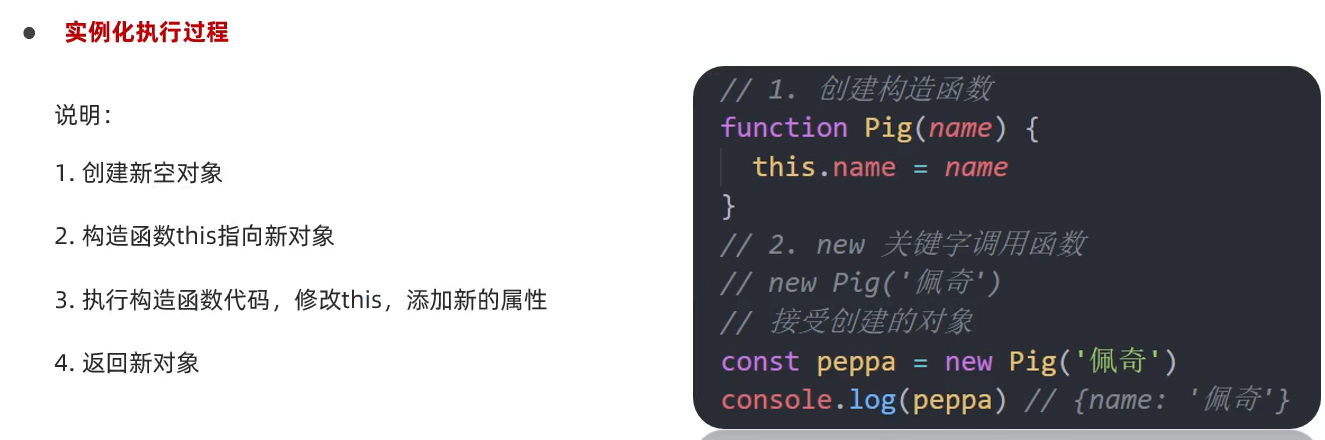 实例化执行过程
说明：
1. 创建新空对象
2. 构造函数this指向新对象
3. 执行构造函数代码，修改this，添加新的属性
4. 返回新对象
// 1. 创建构造函数
function Pig(name) {
  this.name = name
}
// 2. new 关键字调用函数
// new Pig('佩奇')
// 接受创建的对象
const peppa = new Pig('佩奇')
console.log(peppa) // {name: '佩奇'}